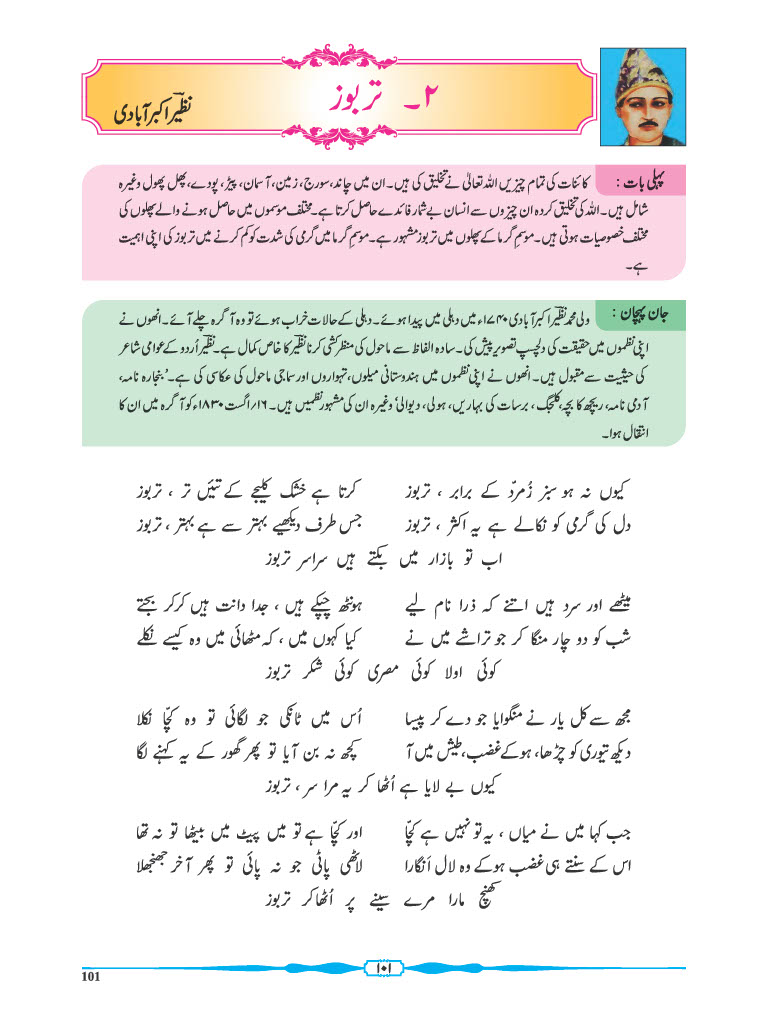 ۲۔ تربوز
نظیرؔ اکبر آبادی
پہلی بات : کائنات کی تمام چیزیں اللہ تعالیٰ نے تخلیق کی ہیں۔ ان میں چاند، سورج، زمین، آسمان، پیڑ، پودے، پھل پھول وغیرہ
شامل ہیں۔ اللہ کی تخلیق کردہ ان چیزوں سے انسان بے شمار فائدے حاصل کرتا ہے۔ مختلف موسموں میں حاصل ہونے والے پھلوں کی
مختلف خصوصیات ہوتی ہیں۔ موسمِ گرما کے پھلوں میں تربوز مشہور ہے۔ موسمِ گرما میں گرمی کی شدت کو کم کرنے میں تربوز کی اپنی اہمیت
ہے۔
جان پہچان : ولی محمد نظیرؔ اکبر آبادی ۱۷۴۰ء میں دہلی میں پیدا ہوئے۔ دہلی کے حالات خراب ہوئے تو وہ آگرہ چلے آئے۔ انھوں نے
اپنی نظموں میں حقیقت کی دلچسپ تصویر پیش کی۔ سادہ الفاظ سے ماحول کی منظر کشی کرنا نظیرؔ کا خاص کمال ہے۔ نظیرؔ اُردو کے عوامی شاعر
کی حیثیت سے مقبول ہیں۔ انھوں نے اپنی نظموں میں ہندوستانی میلوں، تہواروں اور سماجی ماحول کی عکاسی کی ہے۔ ’بنجارہ نامہ،
آدمی نامہ، ریچھ کا بچہ، کلجگ، برسات کی بہاریں، ہولی، دیوالی‘ وغیرہ ان کی مشہور نظمیں ہیں۔ ۱۶/اگست ۱۸۳۰ء کو آگرہ میں ان کا
انتقال ہوا۔
کیوں نہ ہو سبز زُمرّد کے برابر ، تربوز کرتا ہے خشک کلیجے کے تئیں تر ، تربوز
دل کی گرمی کو نکالے ہے یہ اکثر ، تربوز جس طرف دیکھیے بہتر سے ہے بہتر ، تربوز
اب تو بازار میں بکتے ہیں سراسر تربوز
میٹھے اور سرد ہیں اتنے کہ ذرا نام لیے ہونٹھ چپکے ہیں ، جدا دانت ہیں کرکر بجتے
شب کو دو چار منگا کر جو تراشے میں نے کیا کہوں میں ، کہ مٹھائی میں وہ کیسے نکلے
کوئی اولا کوئی مصری کوئی شکر تربوز
مجھ سے کل یار نے منگوایا جو دے کر پیسا اُس میں ٹانکی جو لگائی تو وہ کچّا نکلا
دیکھ تیوری کو چڑھا، ہوکے غضب، طیش میں آ کچھ نہ بن آیا تو پھر گھور کے یہ کہنے لگا
کیوں بے لایا ہے اُٹھا کر یہ مرا سر ، تربوز
جب کہا میں نے میاں ، یہ تو نہیں ہے کچّا اور کچّا ہے تو میں پیٹ میں بیٹھا تو نہ تھا
اس کے سنتے ہی غضب ہوکے وہ لال انگارا لاٹھی پاٹی جو نہ پائی تو پھر آخر جھنجھلا
کھینچ مارا مرے سینے پر اُٹھا کر تربوز
۱۰۱
101